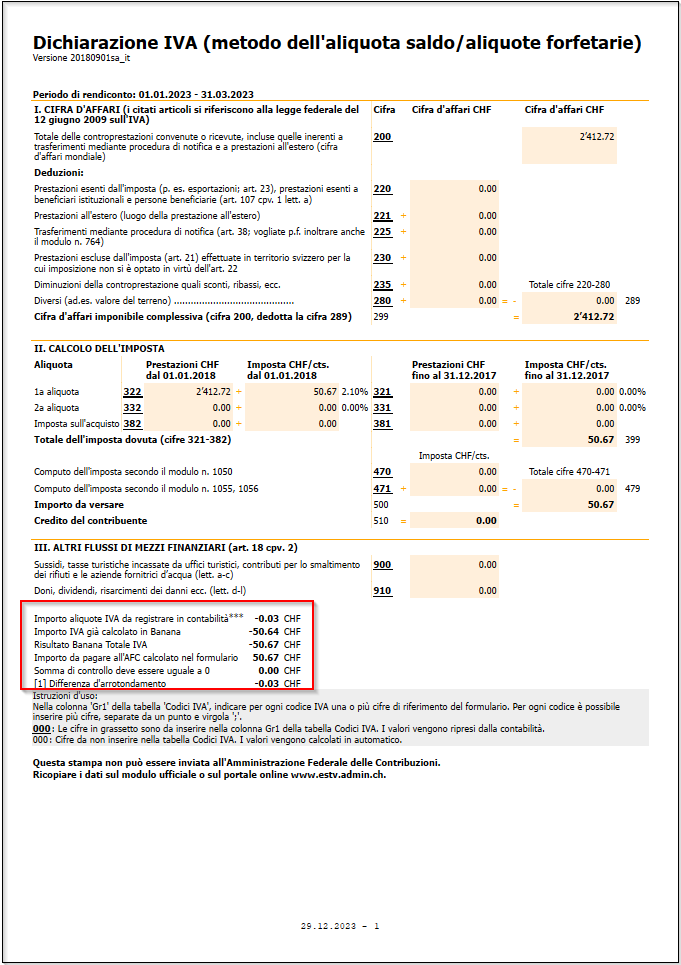 Dichiarazione IVA (metodo dell'aliquota saldo/aliquote forfetarie)
Versione 20180901sa_it
Periodo di rendiconto: 01.01.2023 - 31.03.2023
I. CIFRA D'AFFARI (i citati articoli si riferiscono alla legge federale del Cifra Cifra d'affari CHF Cifra d'affari CHF
12 giugno 2009 sull'IVA)
Totale delle controprestazioni convenute o ricevute, incluse quelle inerenti a 200 2'412.72
trasferimenti mediante procedura di notifica e a prestazioni all'estero (cifra
d'affari mondiale)
Deduzioni:
Prestazioni esenti dall'imposta (p. es. esportazioni; art. 23), prestazioni esenti a 220 0.00
beneficiari istituzionali e persone beneficiarie (art. 107 cpv. 1 lett. a)
Prestazioni all'estero (luogo della prestazione all'estero) 221 + 0.00
Trasferimenti mediante procedura di notifica (art. 38; vogliate p.f. inoltrare anche 225 + 0.00
il modulo n. 764)
Prestazioni escluse dall'imposta (art. 21) effettuate in territorio svizzero per la 230 + 0.00
cui imposizione non si è optato in virtù dell'art. 22
Diminuzioni della controprestazione quali sconti, ribassi, ecc. 235 + 0.00 Totale cifre 220-280
Diversi (ad.es. valore del terreno) .......................................... 280 + 0.00 = - 0.00 289
Cifra d'affari imponibile complessiva (cifra 200, dedotta la cifra 289) 299 = 2'412.72
II. CALCOLO DELL'IMPOSTA
Aliquota Prestazioni CHF Imposta CHF/cts. Prestazioni CHF Imposta CHF/cts.
dal 01.01.2018 dal 01.01.2018 fino al 31.12.2017 fino al 31.12.2017
1a aliquota 322 2'412.72 + 50.67 2.10% 321 0.00 + 0.00 0.00%
2a aliquota 332 0.00 + 0.00 0.00% 331 0.00 + 0.00 0.00%
Imposta sull'acquisto 382 0.00 + 0.00 381 0.00 + 0.00
Totale dell'imposta dovuta (cifre 321-382) = 50.67 399
Imposta CHF/cts.
Computo dell'imposta secondo il modulo n. 1050 470 0.00 Totale cifre 470-471
Computo dell'imposta secondo il modulo n. 1055, 1056 471 + 0.00 = - 0.00 479
Importo da versare 500 = 50.67
Credito del contribuente 510 = 0.00
III. ALTRI FLUSSI DI MEZZI FINANZIARI (art. 18 cpv. 2)
Sussidi, tasse turistiche incassate da uffici turistici, contributi per lo smaltimento 900 0.00
dei rifiuti e le aziende fornitrici d'acqua (lett. a-c)
Doni, dividendi, risarcimenti dei danni ecc. (lett. d-l) 910 0.00
Importo aliquote IVA da registrare in contabilità*** -0.03 CHF
Importo IVA già calcolato in Banana -50.64 CHF
Risultato Banana Totale IVA -50.67 CHF
Importo da pagare all'AFC calcolato nel formulario 50.67 CHF
Somma di controllo deve essere uguale a 0 0.00 CHF
[1] Differenza d'arrotondamento -0.03 CHF
Istruzioni d'uso:
Nella colonna 'Gr1' della tabella 'Codici IVA', indicare per ogni codice IVA una o più cifre di riferimento del formulario. Per ogni codice è possibile
inserire più cifre, separate da un punto e virgola ';'.
000: Le cifre in grassetto sono da inserire nella colonna Gr1 della tabella Codici IVA. I valori vengono ripresi dalla contabilità.
000: Cifre da non inserire nella tabella Codici IVA. I valori vengono calcolati in automatico.
Questa stampa non può essere inviata all'Amministrazione Federale delle Contribuzioni.
Ricopiare i dati sul modulo ufficiale o sul portale online www.estv.admin.ch.
29.12.2023 - 1